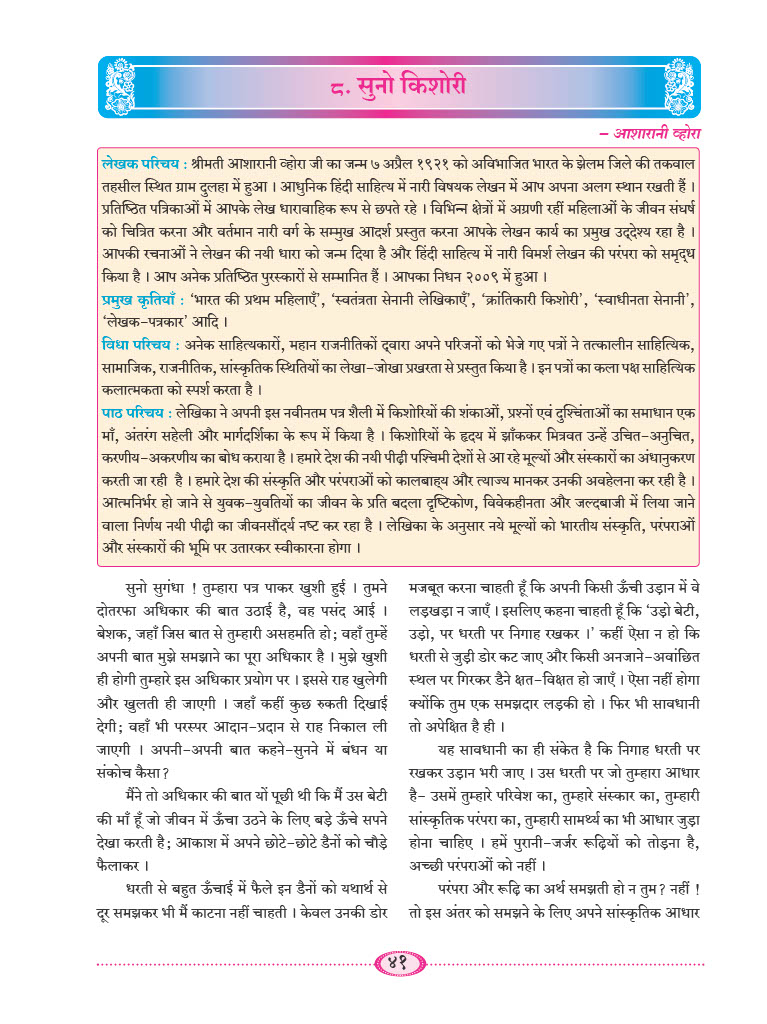 ८. सुनो किशोरी
– आशारानी व्होरा
लेखक परिचय : श्रीमती आशारानी व्होरा जी का जन्म ७ अप्रैल १९२१ को अविभाजित भारत के झेलम जिले की तकवाल
तहसील स्थित ग्राम दुलहा में हुआ । आधुनिक हिंदी साहित्य में नारी विषयक लेखन में आप अपना अलग स्थान रखती हैं ।
प्रतिष्ठित पत्रिकाओं में आपके लेख धारावाहिक रूप से छपते रहे । विभिन्न क्षेत्रों में अग्रणी रहीं महिलाओं के जीवन संघर्ष
को चित्रित करना और वर्तमान नारी वर्ग के सम्मुख आदर्श प्रस्तुत करना आपके लेखन कार्य का प्रमुख उद्देश्य रहा है ।
आपकी रचनाओं ने लेखन की नयी धारा को जन्म दिया है और हिंदी साहित्य में नारी विमर्श लेखन की परंपरा को समृद्ध
किया है । आप अनेक प्रतिष्ठित पुरस्कारों से सम्मानित हैं । आपका निधन २००९ में हुआ ।
प्रमुख कृतियाँ : ‘भारत की प्रथम महिलाएँ’, ‘स्वतंत्रता सेनानी लेखिकाएँ’, ‘क्रांतिकारी किशोरी’, ‘स्वाधीनता सेनानी’,
‘लेखक-पत्रकार’ आदि ।
विधा परिचय : अनेक साहित्यकारों, महान राजनीतिकों द्वारा अपने परिजनों को भेजे गए पत्रों ने तत्कालीन साहित्यिक,
सामाजिक, राजनीतिक, सांस्कृतिक स्थितियों का लेखा-जोखा प्रखरता से प्रस्तुत किया है । इन पत्रों का कला पक्ष साहित्यिक
कलात्मकता को स्पर्श करता है ।
पाठ परिचय : लेखिका ने अपनी इस नवीनतम पत्र शैली में किशोरियों की शंकाओं, प्रश्नों एवं दुश्चिंताओं का समाधान एक
माँ, अंतरंग सहेली और मार्गदर्शिका के रूप में किया है । किशोरियों के हृदय में झाँककर मित्रवत उन्हें उचित-अनुचित,
करणीय-अकरणीय का बोध कराया है । हमारे देश की नयी पीढ़ी पश्चिमी देशों से आ रहे मूल्यों और संस्कारों का अंधानुकरण
करती जा रही है । हमारे देश की संस्कृति और परंपराओं को कालबाह्य और त्याज्य मानकर उनकी अवहेलना कर रही है ।
आत्मनिर्भर हो जाने से युवक-युवतियों का जीवन के प्रति बदला दृष्टिकोण, विवेकहीनता और जल्दबाजी में लिया जाने
वाला निर्णय नयी पीढ़ी का जीवनसौंदर्य नष्ट कर रहा है । लेखिका के अनुसार नये मूल्यों को भारतीय संस्कृति, परंपराओं
और संस्कारों की भूमि पर उतारकर स्वीकारना होगा ।
सुनो सुगंधा ! तुम्हारा पत्र पाकर खुशी हुई । तुमने
दोतरफा अधिकार की बात उठाई है, वह पसंद आई ।
बेशक, जहाँ जिस बात से तुम्हारी असहमति हो; वहाँ तुम्हें
अपनी बात मुझे समझाने का पूरा अधिकार है । मुझे खुशी
ही होगी तुम्हारे इस अधिकार प्रयोग पर । इससे राह खुलेगी
और खुलती ही जाएगी । जहाँ कहीं कुछ रुकती दिखाई
देगी; वहाँ भी परस्पर आदान-प्रदान से राह निकाल ली
जाएगी । अपनी-अपनी बात कहने-सुनने में बंधन या
संकोच कैसा?
मैंने तो अधिकार की बात यों पूछी थी कि मैं उस बेटी
की माँ हूँ जो जीवन में ऊँचा उठने के लिए बड़े ऊँचे सपने
देखा करती है; आकाश में अपने छोटे-छोटे डैनों को चौड़े
फैलाकर ।
धरती से बहुत ऊँचाई में फैले इन डैनों को यथार्थ से
दूर समझकर भी मैं काटना नहीं चाहती । केवल उनकी डोर
मजबूत करना चाहती हूँ कि अपनी किसी ऊँची उड़ान में वे
लड़खड़ा न जाएँ । इसलिए कहना चाहती हूँ कि ‘उड़ो बेटी,
उड़ो, पर धरती पर निगाह रखकर ।’ कहीं ऐसा न हो कि
धरती से जुड़ी डोर कट जाए और किसी अनजाने-अवांछित
स्थल पर गिरकर डैने क्षत-विक्षत हो जाएँ । ऐसा नहीं होगा
क्योंकि तुम एक समझदार लड़की हो । फिर भी सावधानी
तो अपेक्षित है ही ।
यह सावधानी का ही संकेत है कि निगाह धरती पर
रखकर उड़ान भरी जाए । उस धरती पर जो तुम्हारा आधार
है- उसमें तुम्हारे परिवेश का, तुम्हारे संस्कार का, तुम्हारी
सांस्कृतिक परंपरा का, तुम्हारी सामर्थ्य का भी आधार जुड़ा
होना चाहिए । हमें पुरानी-जर्जर रूढ़ियों को तोड़ना है,
अच्छी परंपराओं को नहीं ।
परंपरा और रूढ़ि का अर्थ समझती हो न तुम? नहीं !
तो इस अंतर को समझने के लिए अपने सांस्कृतिक आधार
४१